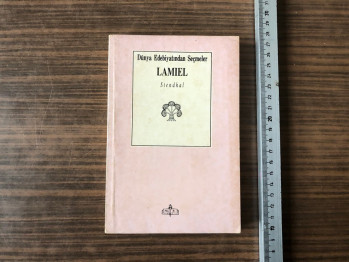 Dünya Edebiyatından Seçmeler
LAMIEL
Stendhal